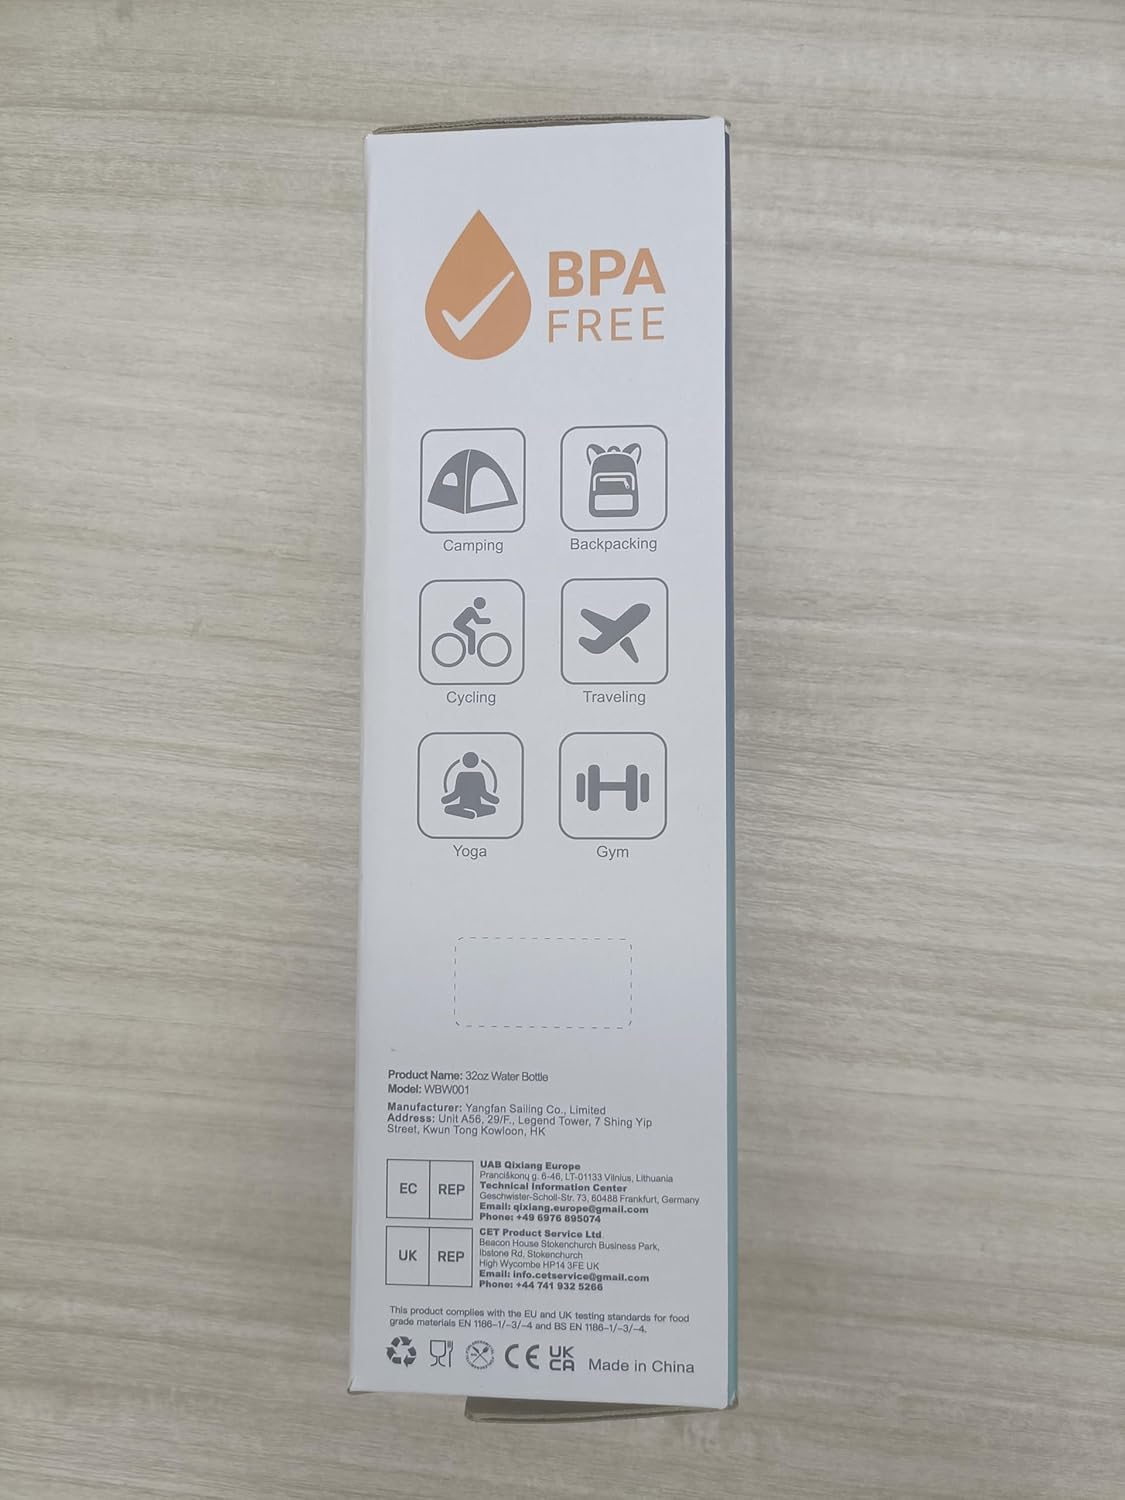 BPA
FREE
Camping
Backpacking
Cycling
Traveling
Yoga
Gym
Product Name: 32oz Water Bottle
Model: WBW001
Manufacturer: Yangfan Sailing Co., Limited
Address: Unit A56, 29/F., Legend Tower, 7 Shing Yip
Street, Kwun Tong Kowloon, HK
EC REP
UAB Qixiang Europe
Pranciškonų g. 6-46, LT-01133 Vilnius, Lithuania
Technical Information Center
Geschwister-Scholl-Str. 73, 60488 Frankfurt, Germany
Email: qixiang.europe@gmail.com
Phone: +49 6976 895074
UK REP
CET Product Service Ltd.
Beacon House Stokenchurch Business Park,
Ibstone Rd, Stokenchurch
High Wycombe HP14 3FE UK
Email: info.cetservice@gmail.com
Phone: +44 741 932 5266
This product complies with the EU and UK testing standards for food
grade materials EN 1186-1/-3/-4 and BS EN 1186-1/-3/-4.
CE UK CA Made in China